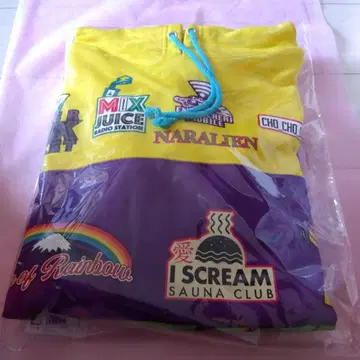 MIX
JUICE
RADIO STATION
NARALIEN
CHO CHO
of Rainbow
愛
I SCREAM
SAUNA CLUB